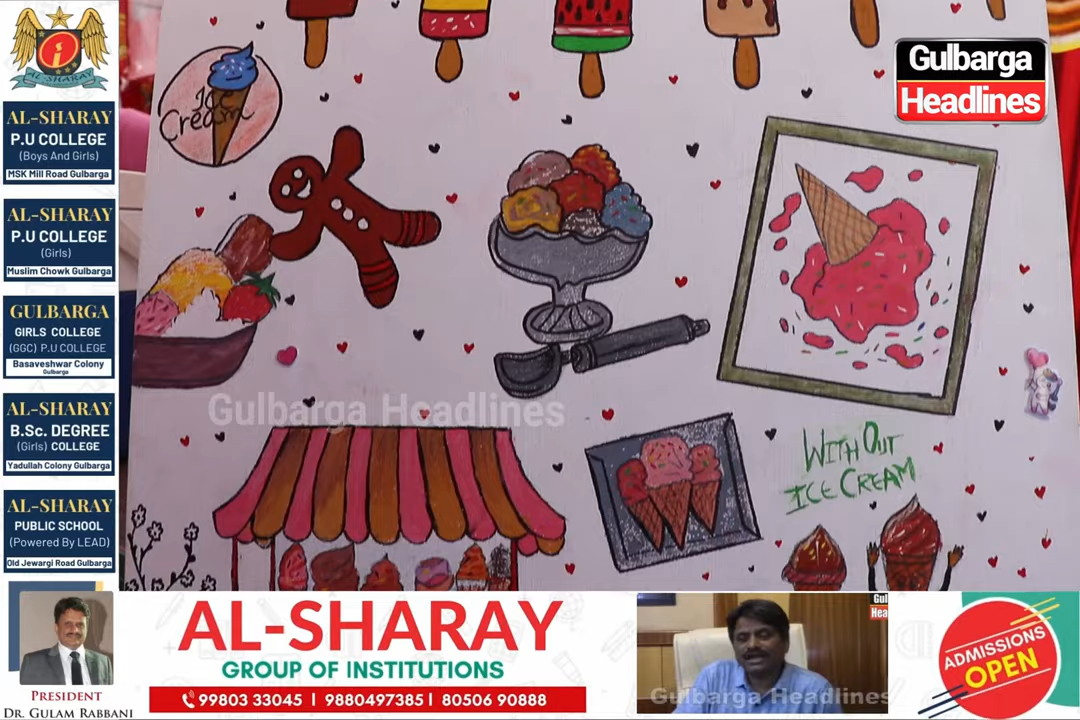 AL-SHARAY
AL-SHARAY
P.U COLLEGE
(Boys And Girls)
MSK Mill Road Gulbarga
AL-SHARAY
P.U COLLEGE
(Girls)
Muslim Chowk Gulbarga
GULBARGA
GIRLS COLLEGE
(GGC) P.U COLLEGE
Basaveshwar Colony
Gulbarga
AL-SHARAY
B.Sc. DEGREE
(Girls) COLLEGE
Yadullah Colony Gulbarga
AL-SHARAY
PUBLIC SCHOOL
(Powered By LEAD)
Old Jewargi Road Gulbarga
PRESIDENT
DR. GULAM RABBANI
Ice
Cream
Gulbarga
Headlines
Gulbarga Headlines
WITH OUT
ICE CREAM
AL-SHARAY
GROUP OF INSTITUTIONS
99803 33045 | 9880497385 | 80506 90888
Gul
Hea
Gulbarga Headlines
ADMISSIONS
OPEN